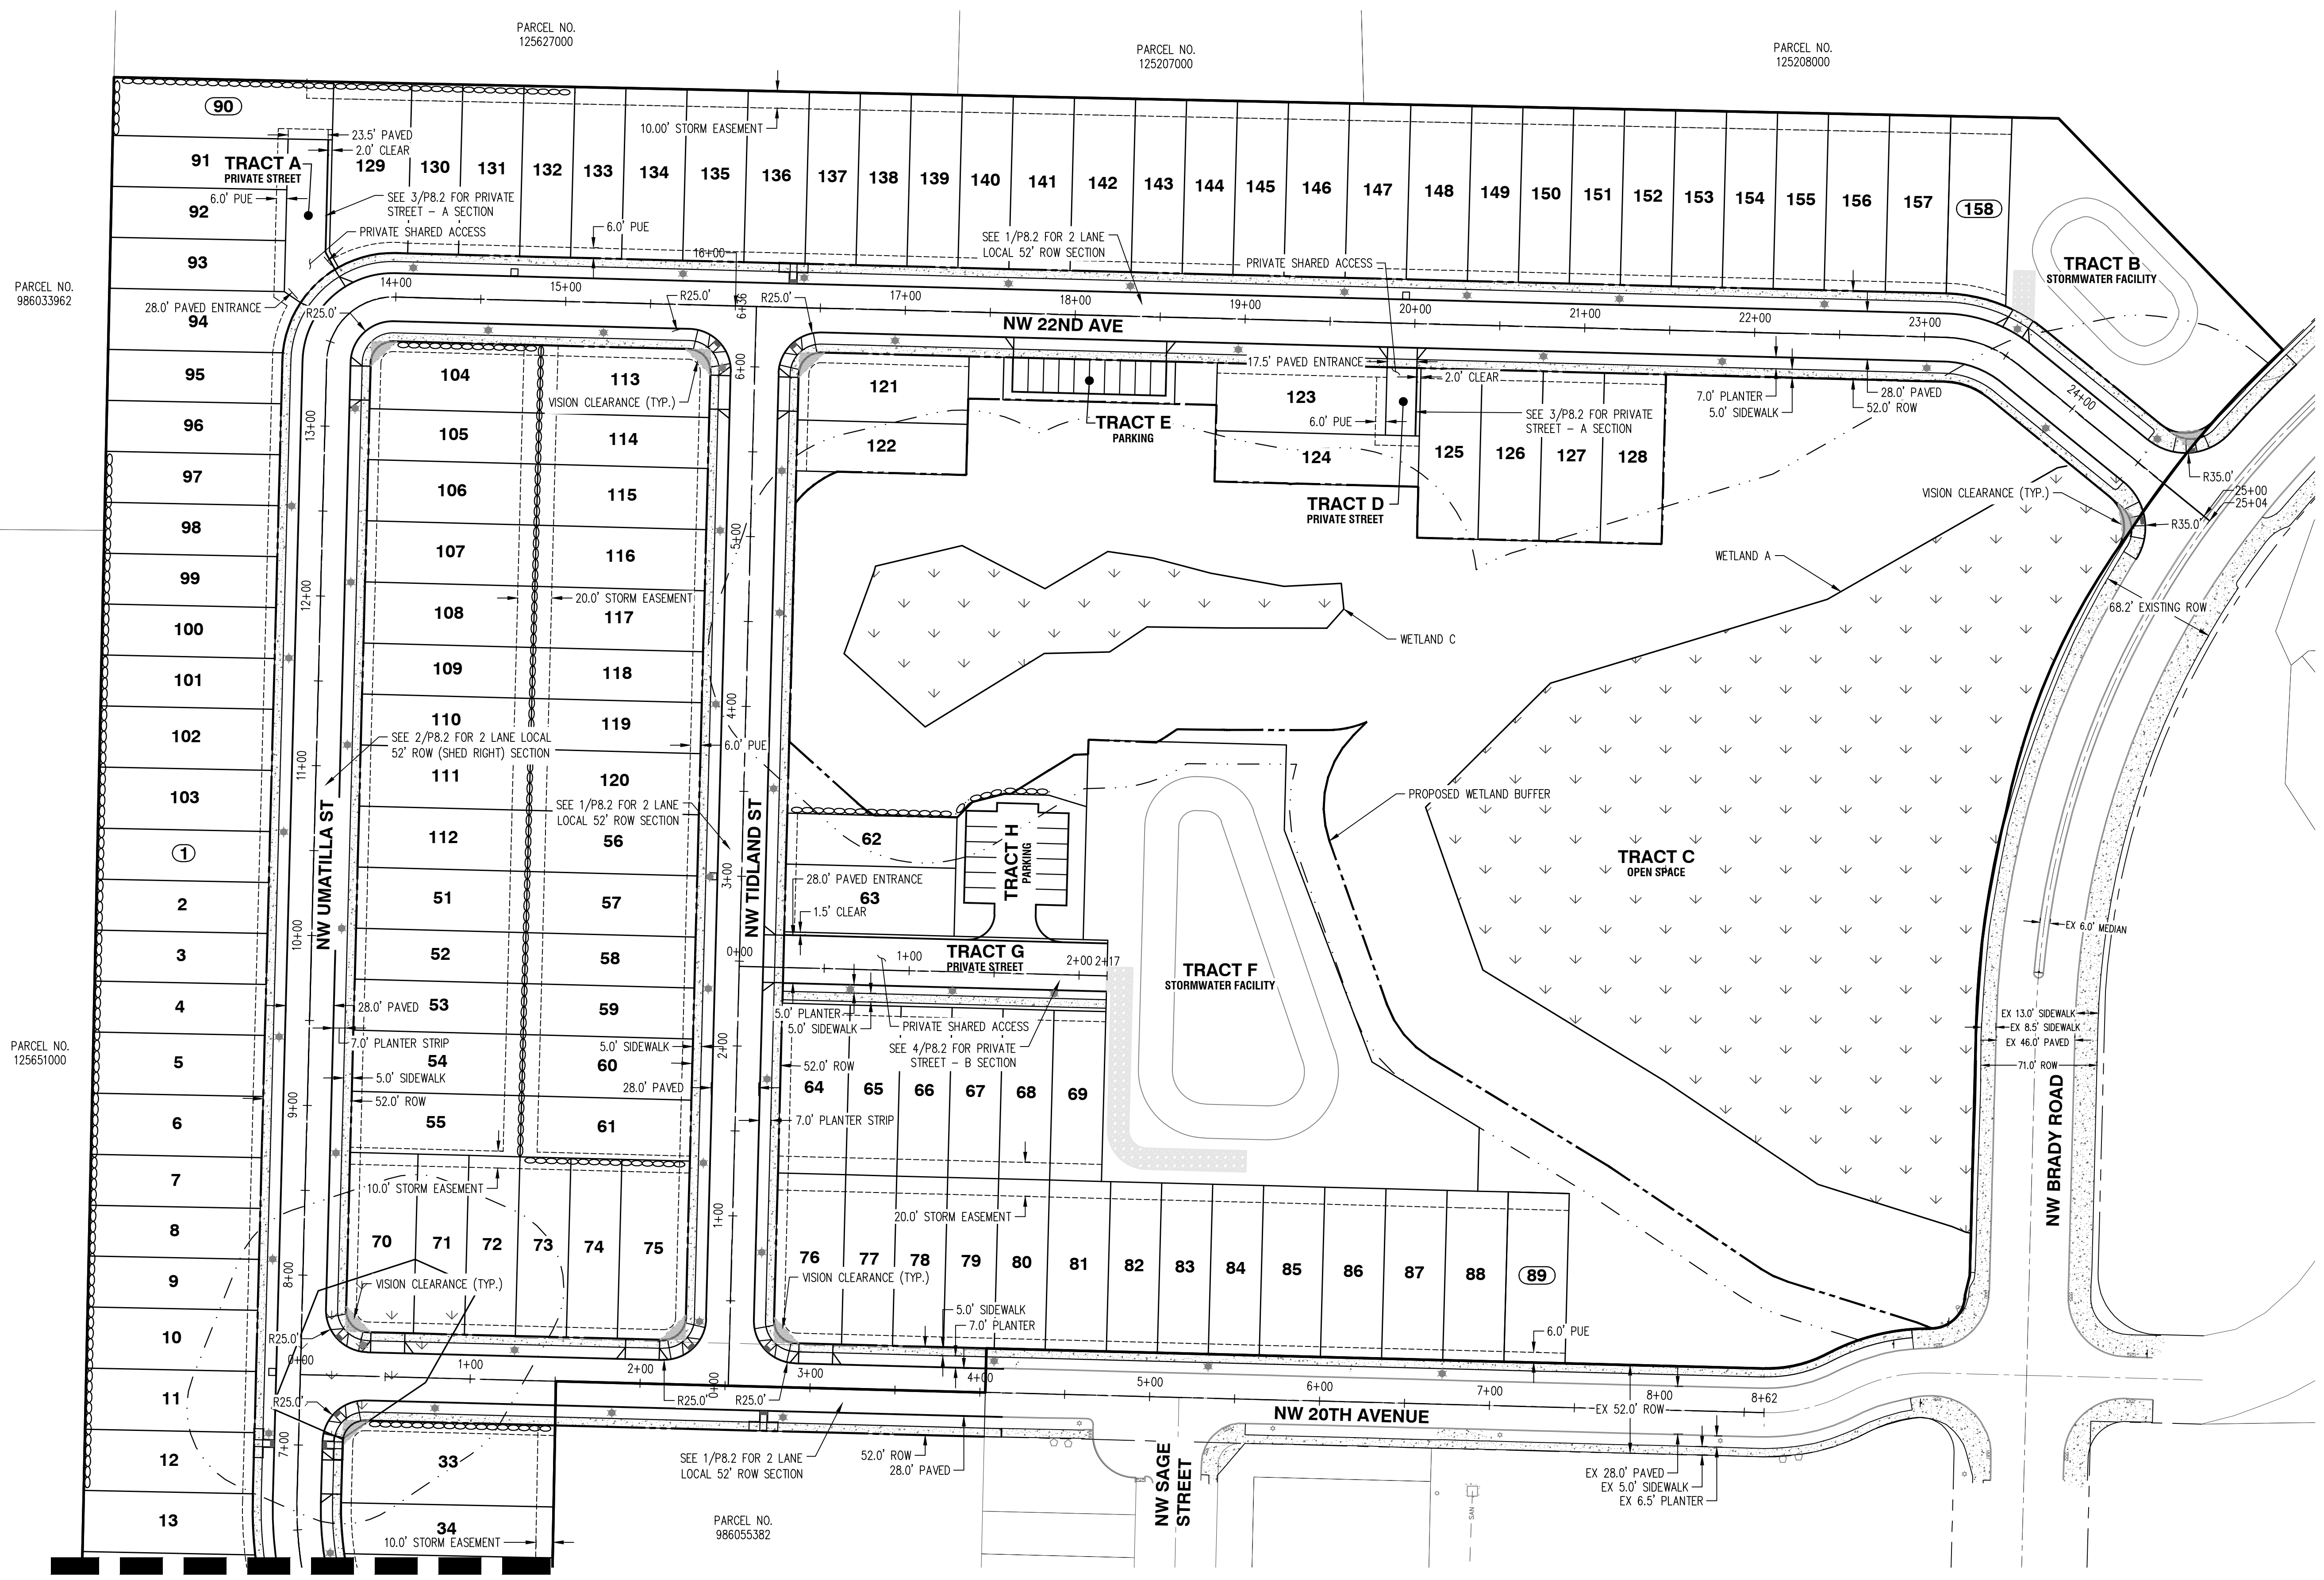 PARCEL NO.
125627000
PARCEL NO.
125207000
PARCEL NO.
125208000
90
91
92
93
94
95
96
97
98
99
100
101
102
103
1
2
3
4
5
6
7
8
9
10
11
12
13
TRACT A
PRIVATE STREET
23.5' PAVED
2.0' CLEAR
6.0' PUE
SEE 3/P8.2 FOR PRIVATE
STREET - A SECTION
PRIVATE SHARED ACCESS
28.0' PAVED ENTRANCE
R25.0'
10.00' STORM EASEMENT
6.0' PUE
129
130
131
132
133
134
135
136
137
138
139
140
141
142
143
144
145
146
147
148
149
150
151
152
153
154
155
156
157
158
SEE 1/P8.2 FOR 2 LANE
LOCAL 52' ROW SECTION
PRIVATE SHARED ACCESS
TRACT B
STORMWATER FACILITY
PARCEL NO.
986033962
14+00
15+00
16+00
17+00
18+00
19+00
20+00
21+00
22+00
23+00
24+00
25+00
25+04
6+36
R25.0'
R25.0'
NW 22ND AVE
17.5' PAVED ENTRANCE
2.0' CLEAR
6.0' PUE
SEE 3/P8.2 FOR PRIVATE
STREET - A SECTION
7.0' PLANTER
5.0' SIDEWALK
28.0' PAVED
52.0' ROW
R35.0'
R35.0'
VISION CLEARANCE (TYP.)
VISION CLEARANCE (TYP.)
104
105
106
107
108
109
110
111
112
51
52
53
54
55
113
114
115
116
117
118
119
120
56
57
58
59
60
61
121
122
123
124
125
126
127
128
TRACT E
PARKING
TRACT D
PRIVATE STREET
WETLAND A
WETLAND C
68.2' EXISTING ROW
20.0' STORM EASEMENT
SEE 2/P8.2 FOR 2 LANE LOCAL
52' ROW (SHED RIGHT) SECTION
6.0' PUE
SEE 1/P8.2 FOR 2 LANE
LOCAL 52' ROW SECTION
NW UMATILLA ST
13+00
12+00
11+00
10+00
9+00
8+00
7+00
NW TIDLAND ST
6+00
5+00
4+00
3+00
2+00
1+00
0+00
PROPOSED WETLAND BUFFER
62
63
TRACT H
PARKING
28.0' PAVED ENTRANCE
1.5' CLEAR
TRACT G
PRIVATE STREET
0+00
1+00
2+00
2+17
5.0' PLANTER
5.0' SIDEWALK
PRIVATE SHARED ACCESS
SEE 4/P8.2 FOR PRIVATE
STREET - B SECTION
TRACT F
STORMWATER FACILITY
TRACT C
OPEN SPACE
EX 6.0' MEDIAN
EX 13.0' SIDEWALK
EX 8.5' SIDEWALK
EX 46.0' PAVED
71.0' ROW
NW BRADY ROAD
PARCEL NO.
125651000
28.0' PAVED
7.0' PLANTER STRIP
5.0' SIDEWALK
52.0' ROW
5.0' SIDEWALK
28.0' PAVED
52.0' ROW
7.0' PLANTER STRIP
64
65
66
67
68
69
10.0' STORM EASEMENT
20.0' STORM EASEMENT
70
71
72
73
74
75
76
77
78
79
80
81
82
83
84
85
86
87
88
89
VISION CLEARANCE (TYP.)
VISION CLEARANCE (TYP.)
5.0' SIDEWALK
7.0' PLANTER
6.0' PUE
R25.0'
R25.0'
R25.0'
R25.0'
0+00
1+00
2+00
3+00
4+00
5+00
6+00
7+00
8+00
8+62
NW 20TH AVENUE
EX 52.0' ROW
33
34
10.0' STORM EASEMENT
SEE 1/P8.2 FOR 2 LANE
LOCAL 52' ROW SECTION
52.0' ROW
28.0' PAVED
NW SAGE
STREET
EX 28.0' PAVED
EX 5.0' SIDEWALK
EX 6.5' PLANTER
SAN
PARCEL NO.
986055382